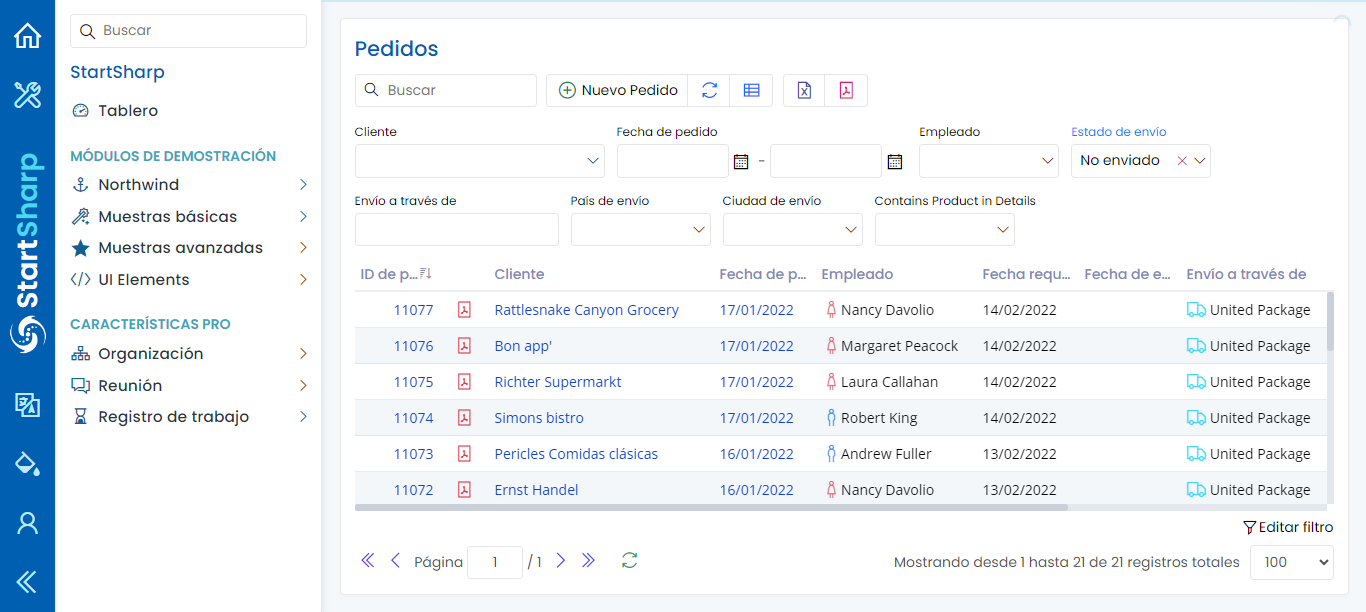 StartSharp
Buscar
StartSharp
Tablero
MÓDULOS DE DEMOSTRACIÓN
Northwind
Muestras básicas
Muestras avanzadas
UI Elements
CARACTERÍSTICAS PRO
Organización
Reunión
Registro de trabajo
Pedidos
Buscar Nuevo Pedido
Cliente Fecha de pedido Empleado Estado de envío
- No enviado
Envío a través de País de envío Ciudad de envío Contains Product in Details
ID de p... Cliente Fecha de p... Empleado Fecha requ... Fecha de e... Envío a través de
11077 Rattlesnake Canyon Grocery 17/01/2022 Nancy Davolio 14/02/2022 United Package
11076 Bon app' 17/01/2022 Margaret Peacock 14/02/2022 United Package
11075 Richter Supermarkt 17/01/2022 Laura Callahan 14/02/2022 United Package
11074 Simons bistro 17/01/2022 Robert King 14/02/2022 United Package
11073 Pericles Comidas clásicas 16/01/2022 Andrew Fuller 13/02/2022 United Package
11072 Ernst Handel 16/01/2022 Nancy Davolio 13/02/2022 United Package
Editar filtro
Página 1 / 1 Mostrando desde 1 hasta 21 de 21 registros totales 100